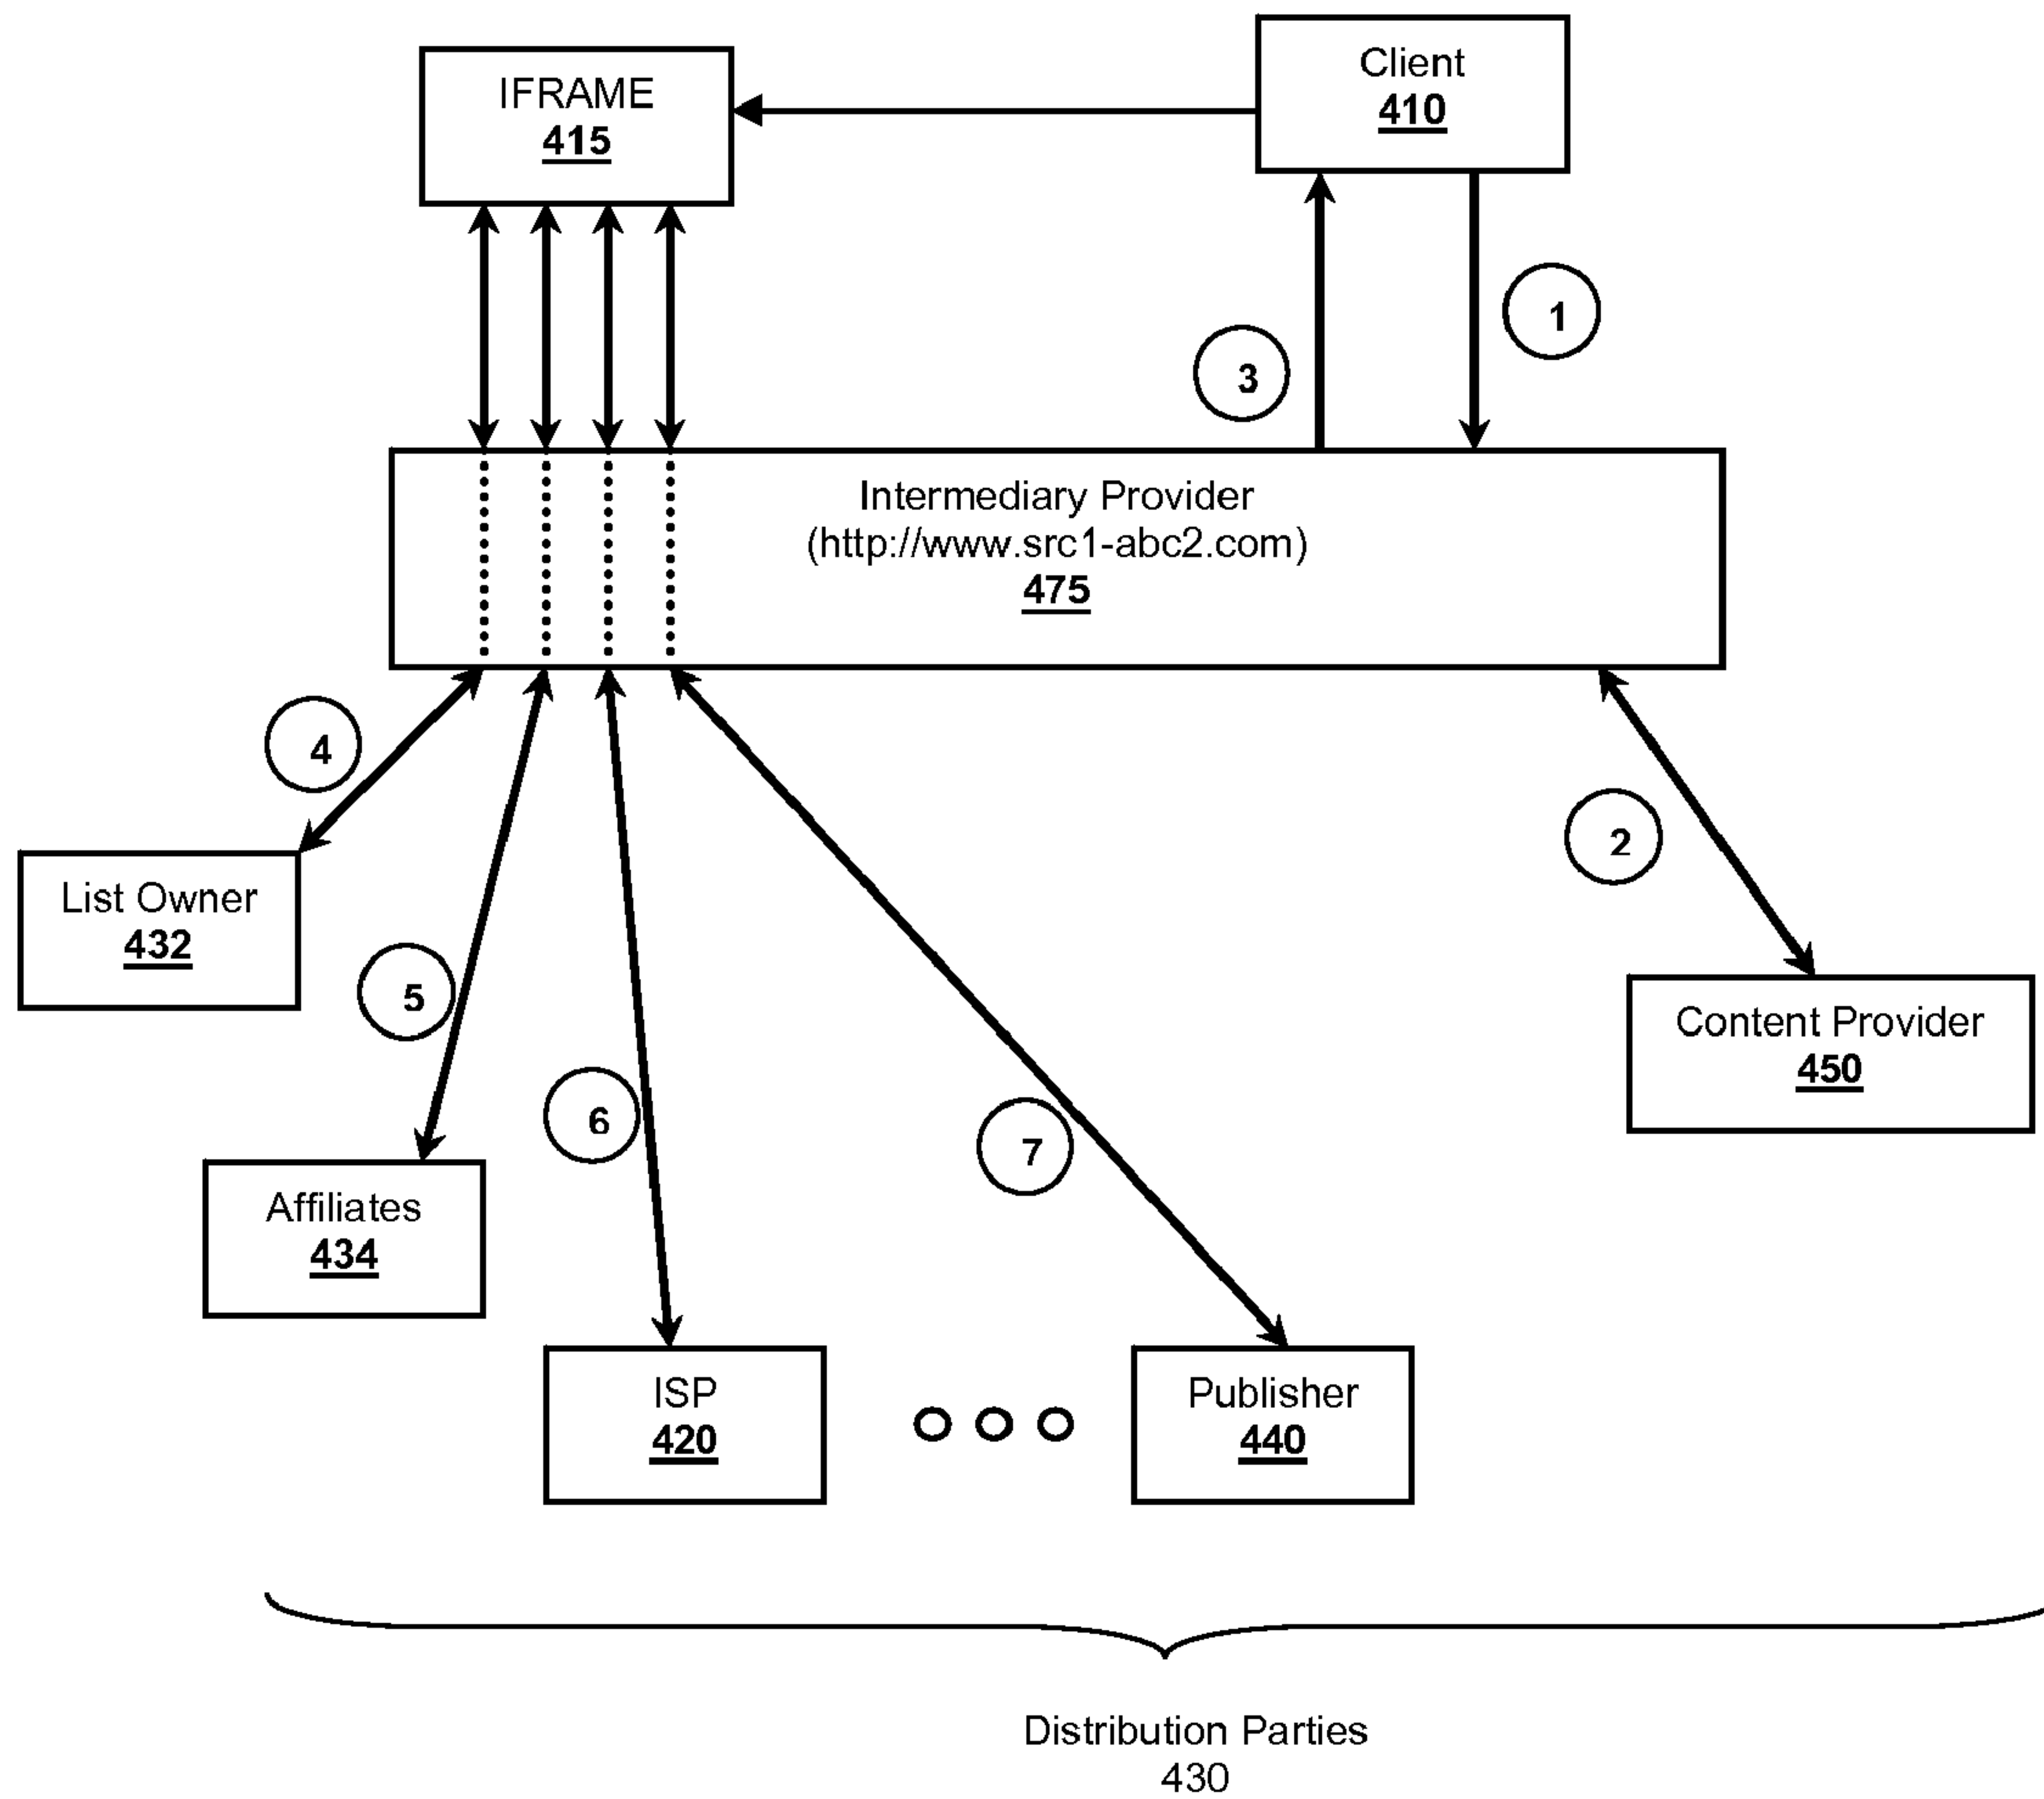 IFRAME
415
Client
410
1
3
Intermediary Provider
(http://www.src1-abc2.com)
475
4
2
List Owner
432
5
Content Provider
450
6
7
Affiliates
434
ISP
420
Publisher
440
Distribution Parties
430